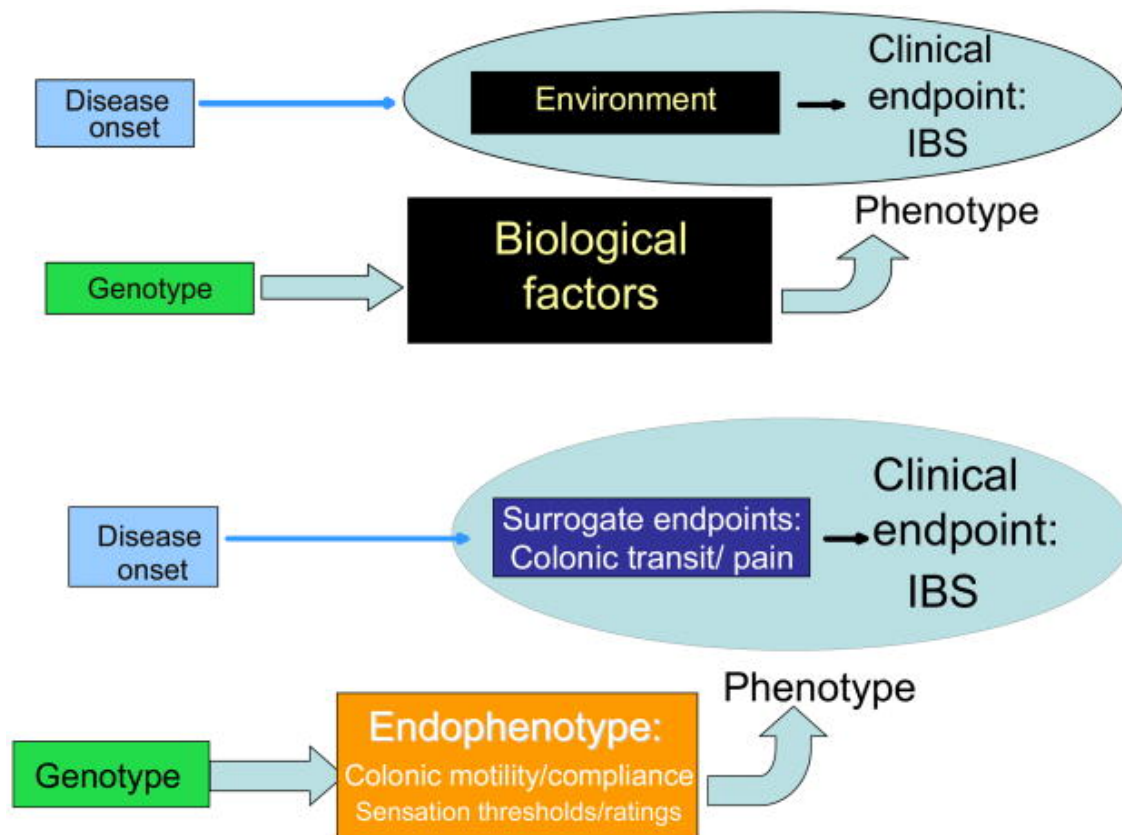 Disease
onset
Environment
Clinical
endpoint:
IBS
Phenotype
Genotype
Biological
factors
Disease
onset
Surrogate endpoints:
Colonic transit/ pain
Clinical
endpoint:
IBS
Phenotype
Genotype
Endophenotype:
Colonic motility/compliance
Sensation thresholds/ratings